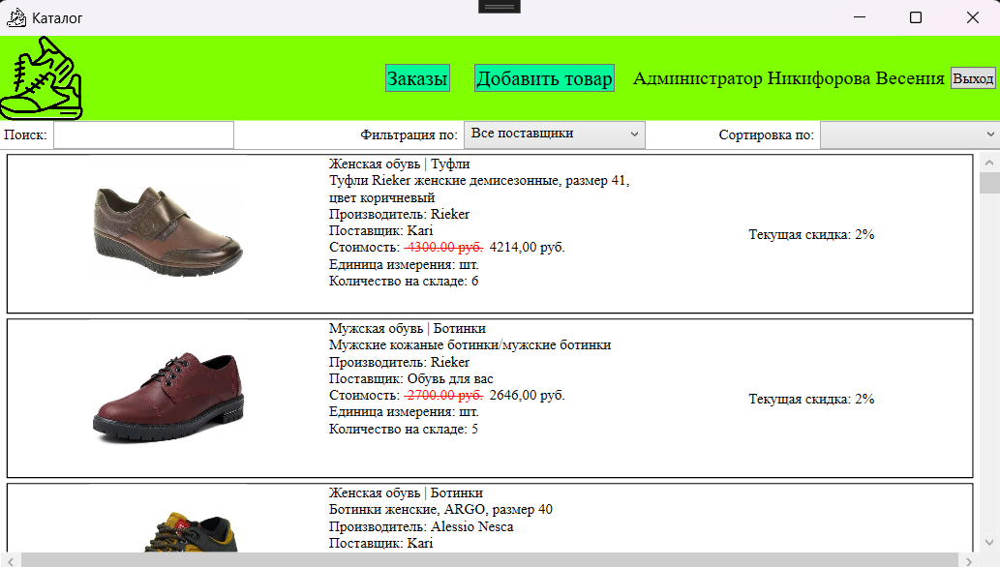 Каталог
Заказы
Добавить товар
Администратор Никифорова Весения
Выход
Поиск:
Фильтрация по:
Все поставщики
Сортировка по:
Женская обувь | Туфли
Туфли Rieker женские демисезонные, размер 41,
цвет коричневый
Производитель: Rieker
Поставщик: Kari
Стоимость: 4300.00 руб. 4214,00 руб.
Единица измерения: шт.
Количество на складе: 6
Текущая скидка: 2%
Мужская обувь | Ботинки
Мужские кожаные ботинки/мужские ботинки
Производитель: Rieker
Поставщик: Обувь для вас
Стоимость: 2700.00 руб. 2646,00 руб.
Единица измерения: шт.
Количество на складе: 5
Текущая скидка: 2%
Женская обувь | Ботинки
Ботинки женские, ARGO, размер 40
Производитель: Alessio Nesca
Поставщик: Kari